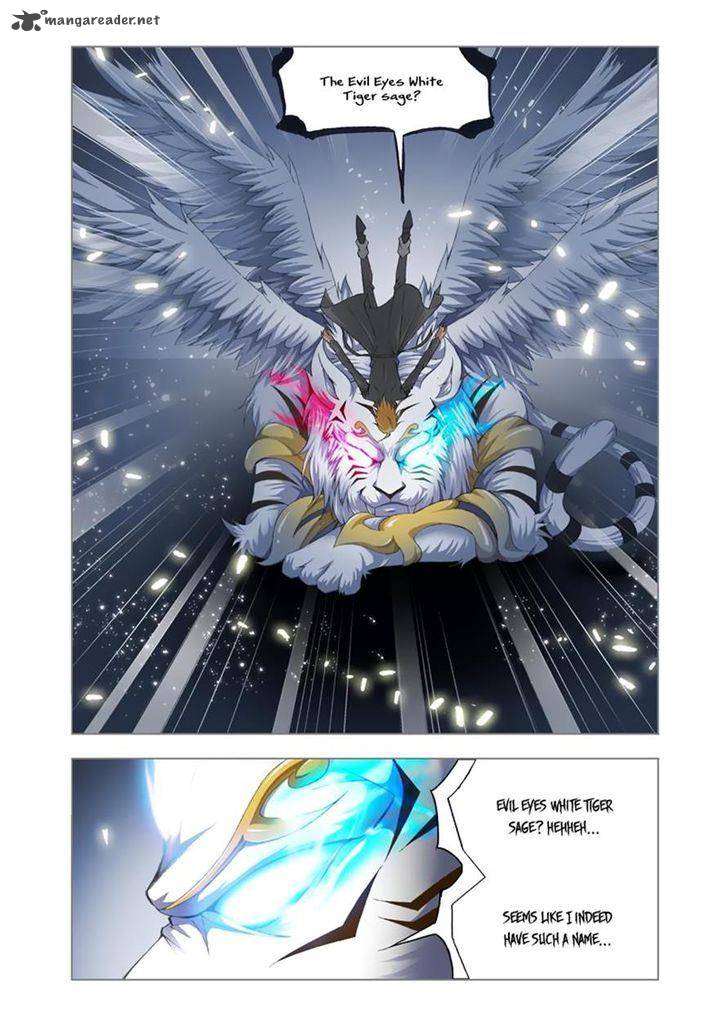 mangareader.net
The Evil Eyes White
Tiger sage?
EVIL EYES WHITE TIGER
SAGE? HEHHEH...
SEEMS LIKE I INDEED
HAVE SUCH A NAME...